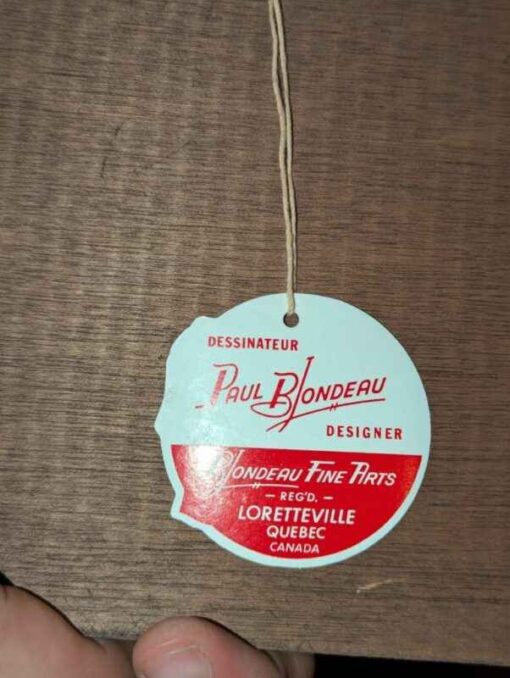 DESSINATEUR
PAUL BLONDEAU
DESIGNER
BLONDEAU FINE ARTS
— REG'D. —
LORETTEVILLE
QUEBEC
CANADA